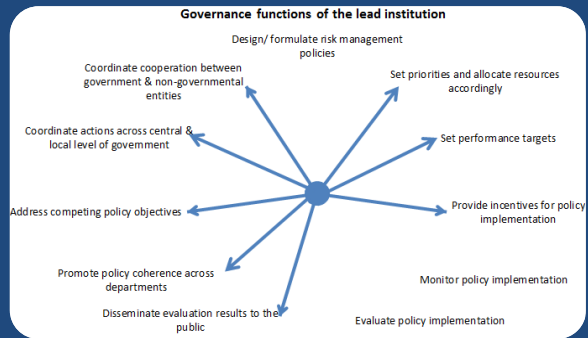 Governance functions of the lead institution
Design/ formulate risk management
policies
Coordinate cooperation between
government & non-governmental
entities
Set priorities and allocate resources
accordingly
Coordinate actions across central &
local level of government
Set performance targets
Address competing policy objectives
Provide incentives for policy
implementation
Promote policy coherence across
departments
Monitor policy implementation
Disseminate evaluation results to the
public
Evaluate policy implementation